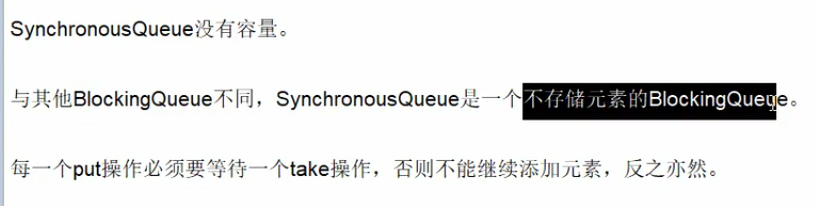 SynchronousQueue没有容量。
与其他BlockingQueue不同，SynchronousQueue是一个不存储元素的BlockingQueue。
每一个put操作必须要等待一个take操作，否则不能继续添加元素，反之亦然。